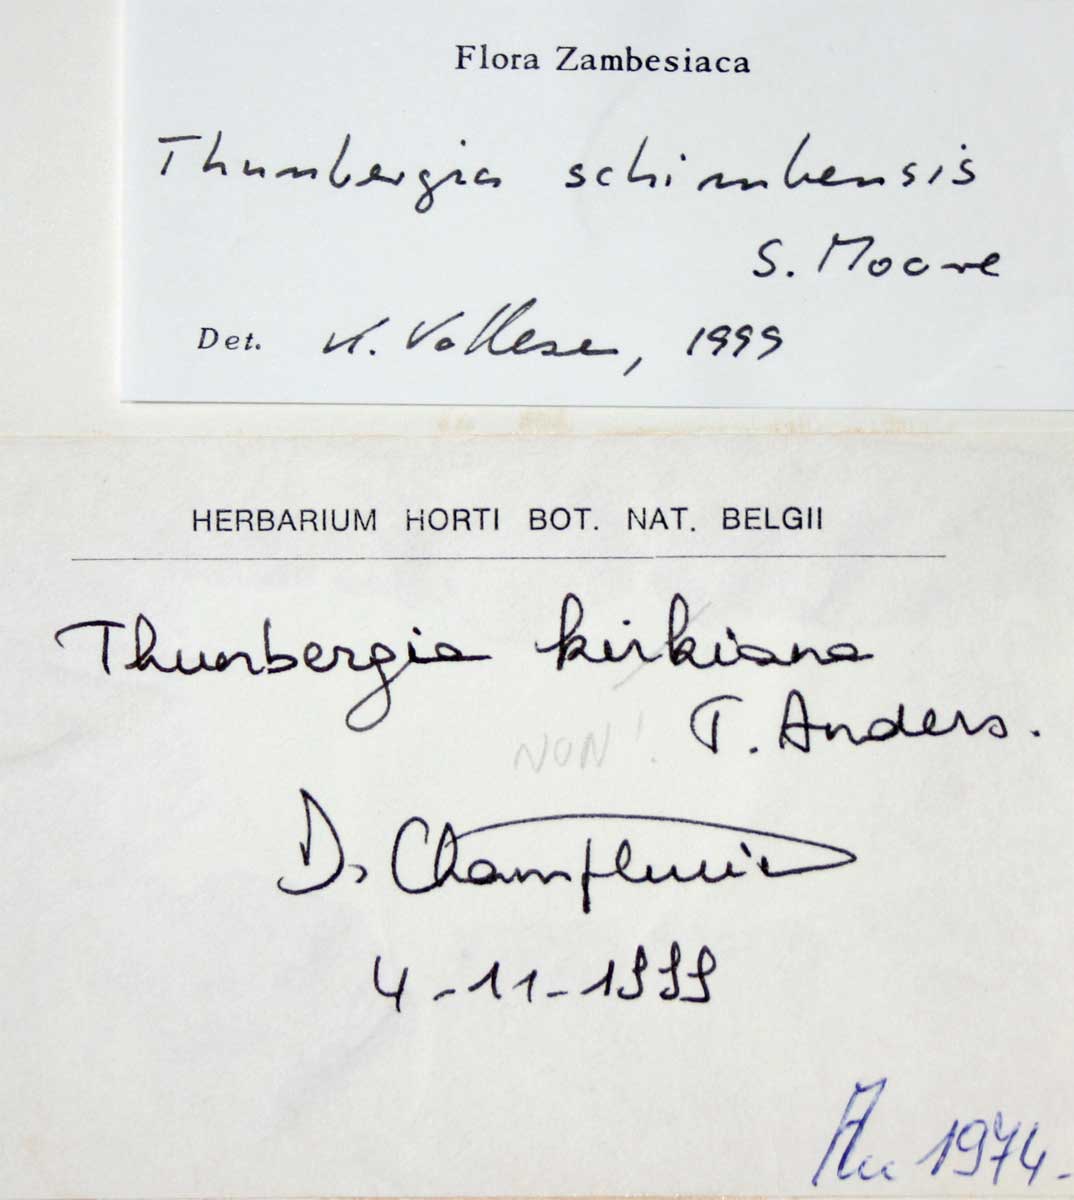 Flora Zambesiaca
Thunbergia schimbensis
S. Moore
Det. K. Vollesen, 1999
HERBARIUM HORTI BOT. NAT. BELGII
Thunbergia kirkiana
T. Anders.
NON!
D. Champluvier
4-11-1999
1974.